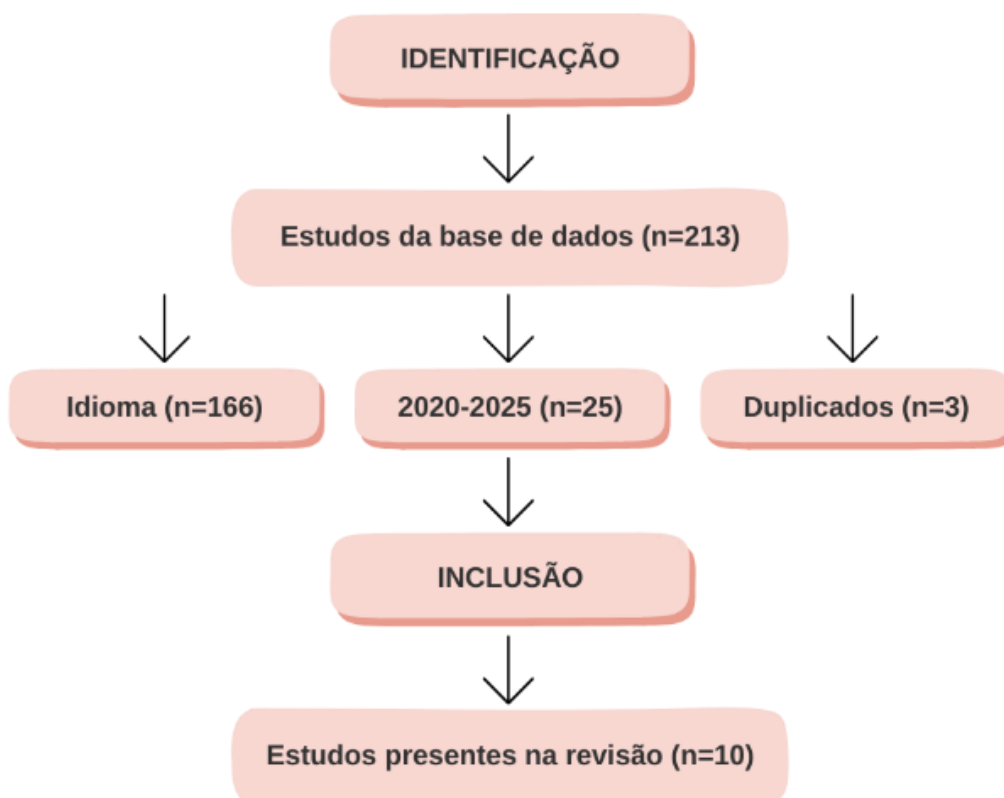 IDENTIFICAÇÃO
Estudos da base de dados (n=213)
Idioma (n=166)
2020-2025 (n=25)
Duplicados (n=3)
INCLUSÃO
Estudos presentes na revisão (n=10)